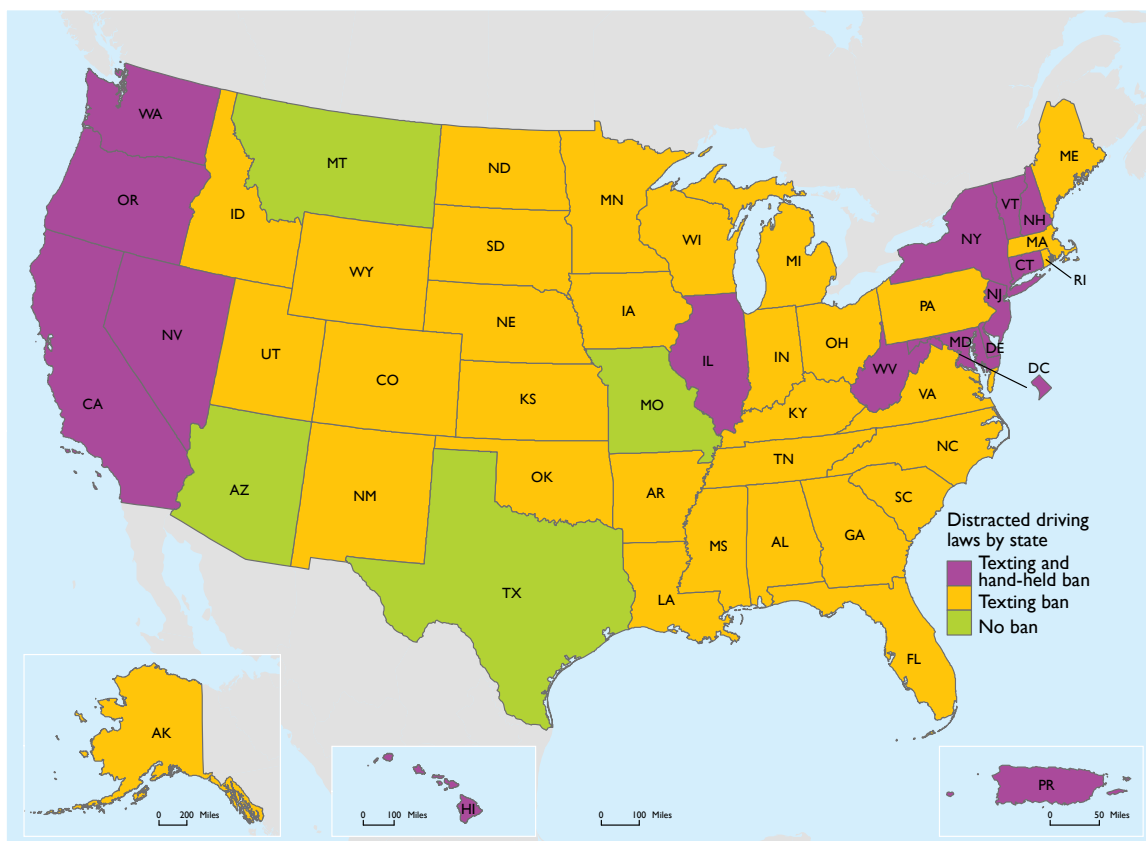 WA
MT
ND
ME
OR
ID
MN
VT
NH
SD
WI
NY
MA
WY
MI
CT
RI
NE
IA
PA
NJ
NV
UT
IL
IN
OH
MD
DE
CO
WV
DC
CA
KS
MO
KY
VA
TN
NC
AZ
NM
OK
AR
SC
MS
AL
GA
TX
LA
FL
Distracted driving
laws by state
Texting and
hand-held ban
Texting ban
No ban
AK
0 200 Miles
HI
0 100 Miles
0 100 Miles
PR
0 50 Miles